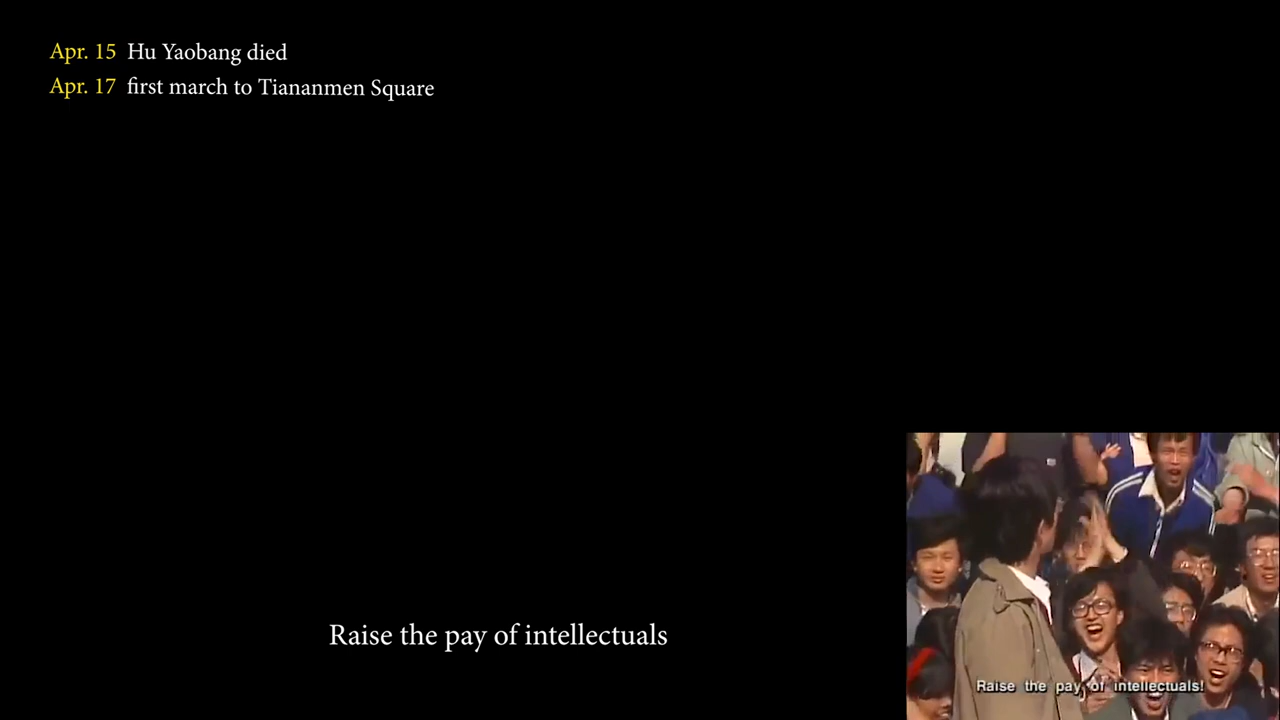 Apr. 15 Hu Yaobang died
Apr. 17 first march to Tiananmen Square
Raise the pay of intellectuals
Raise the pay of intellectuals!